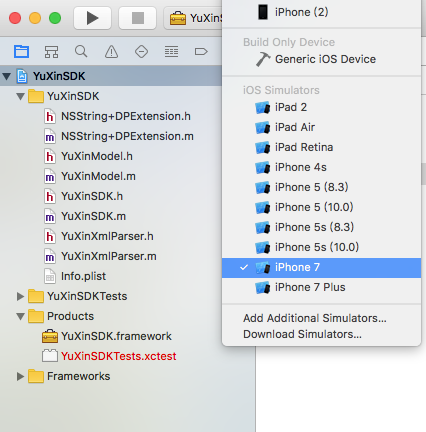 YuXinSDK
YuXinSDK
NSString+DPExtension.h
NSString+DPExtension.m
YuXinModel.h
YuXinModel.m
YuXinSDK.h
YuXinSDK.m
YuXinXmlParser.h
YuXinXmlParser.m
Info.plist
YuXinSDKTests
Products
YuXinSDK.framework
YuXinSDKTests.xctest
Frameworks
iPhone (2)
Build Only Device
Generic iOS Device
iOS Simulators
iPad 2
iPad Air
iPad Retina
iPhone 4s
iPhone 5 (8.3)
iPhone 5 (10.0)
iPhone 5s (8.3)
iPhone 5s (10.0)
iPhone 7
iPhone 7 Plus
Add Additional Simulators...
Download Simulators...